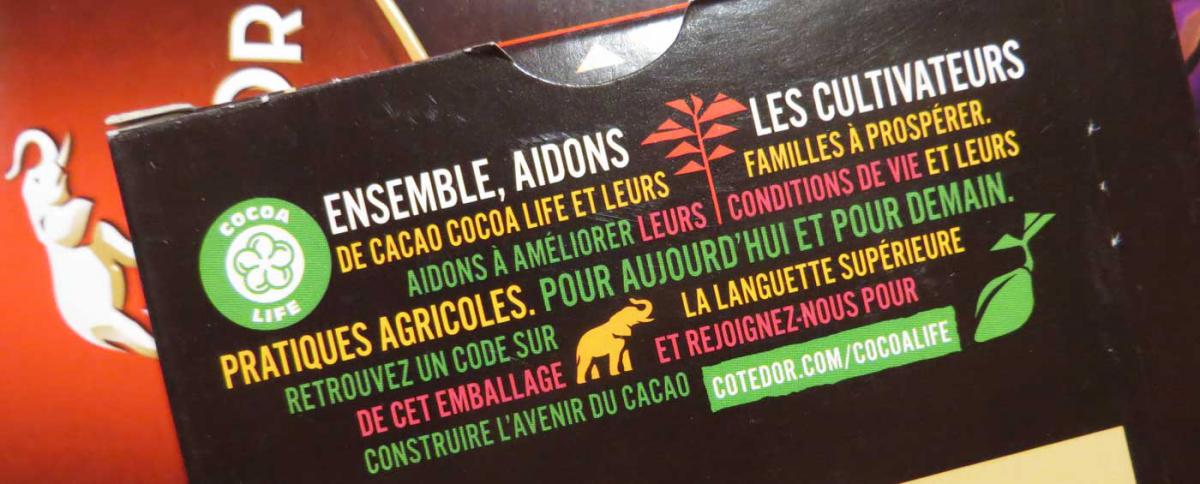 OR
COCOA
LIFE
ENSEMBLE, AIDONS LES CULTIVATEURS
DE CACAO COCOA LIFE ET LEURS FAMILLES À PROSPÉRER.
AIDONS À AMÉLIORER LEURS CONDITIONS DE VIE ET LEURS
PRATIQUES AGRICOLES. POUR AUJOURD'HUI ET POUR DEMAIN.
RETROUVEZ UN CODE SUR LA LANGUETTE SUPÉRIEURE
DE CET EMBALLAGE ET REJOIGNEZ-NOUS POUR
CONSTRUIRE L'AVENIR DU CACAO COTEDOR.COM/COCOALIFE